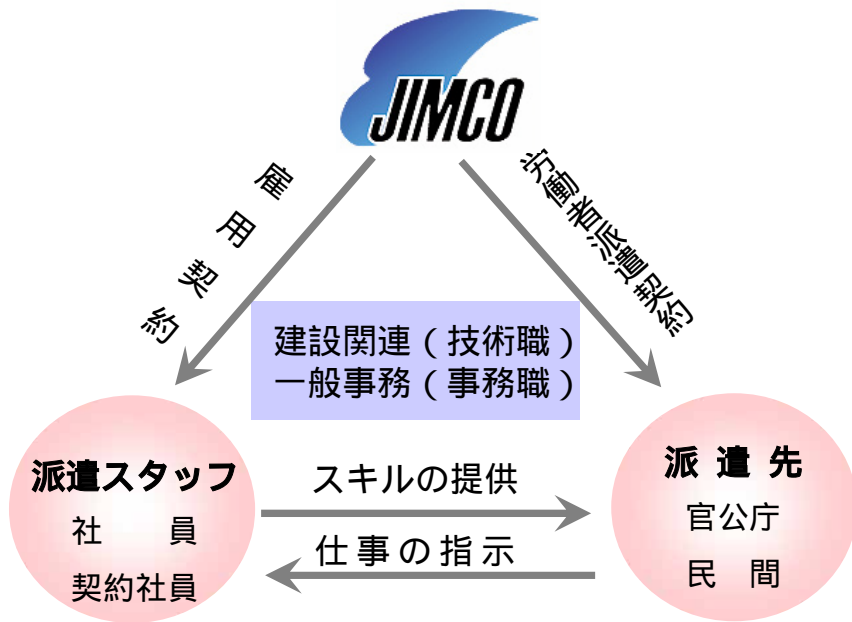 JIMCO
雇用契約
労働者派遣契約
建設関連（技術職）
一般事務（事務職）
派遣スタッフ
社　　員
契約社員
スキルの提供
仕事の指示
派 遣 先
官公庁
民　間